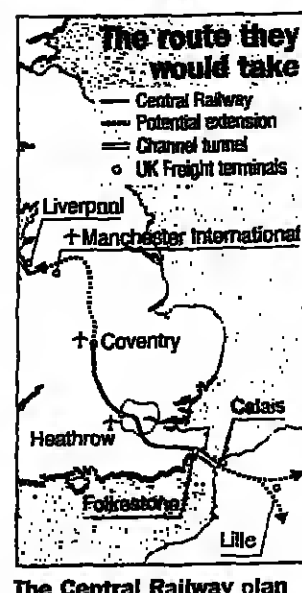 The route they
would take
Central Railway
Potential extension
Channel tunnel
UK Freight terminals
Liverpool
Manchester International
Coventry
Heathrow
Calais
Folkestone
Lille
The Central Railway plan